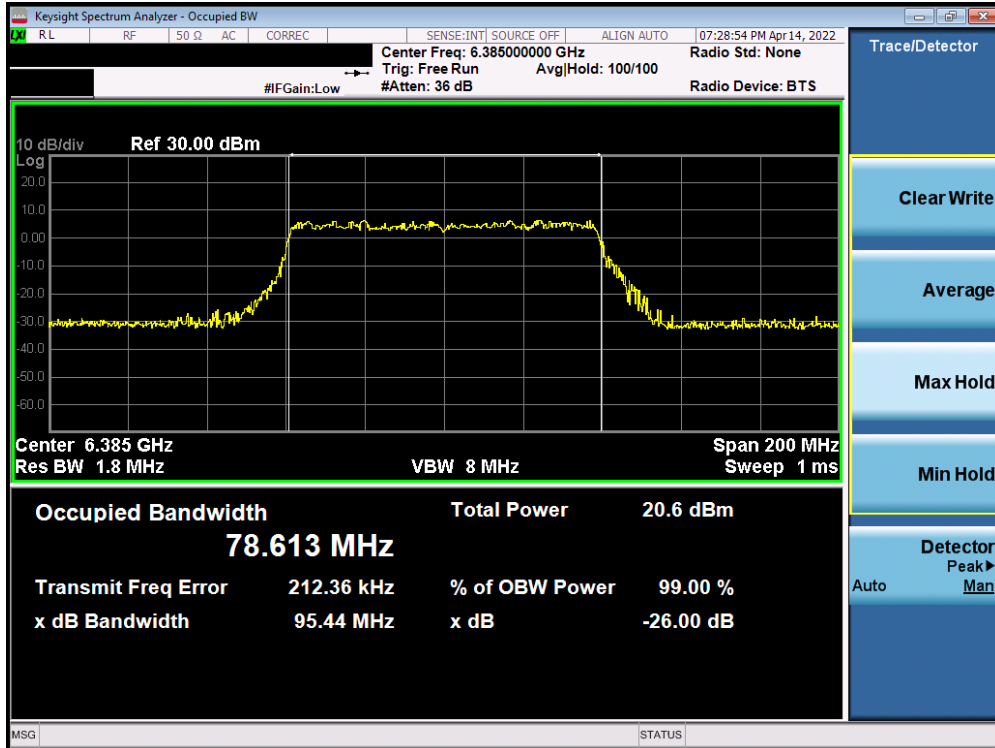 Keysight Spectrum Analyzer - Occupied BW
LXI RL RF 50 Ω AC CORREC SENSE:INT SOURCE OFF ALIGN AUTO 07:28:54 PM Apr 14, 2022
Center Freq: 6.385000000 GHz Radio Std: None
Trig: Free Run Avg|Hold: 100/100
#IFGain:Low #Atten: 36 dB Radio Device: BTS
10 dB/div Ref 30.00 dBm
Log
20.0
10.0
0.00
-10.0
-20.0
-30.0
-40.0
-50.0
-60.0
Center 6.385 GHz Span 200 MHz
Res BW 1.8 MHz VBW 8 MHz Sweep 1 ms
Occupied Bandwidth Total Power 20.6 dBm
78.613 MHz
Transmit Freq Error 212.36 kHz % of OBW Power 99.00 %
x dB Bandwidth 95.44 MHz x dB -26.00 dB
MSG STATUS
Trace/Detector
Clear Write
Average
Max Hold
Min Hold
Detector
Peak▶
Auto Man